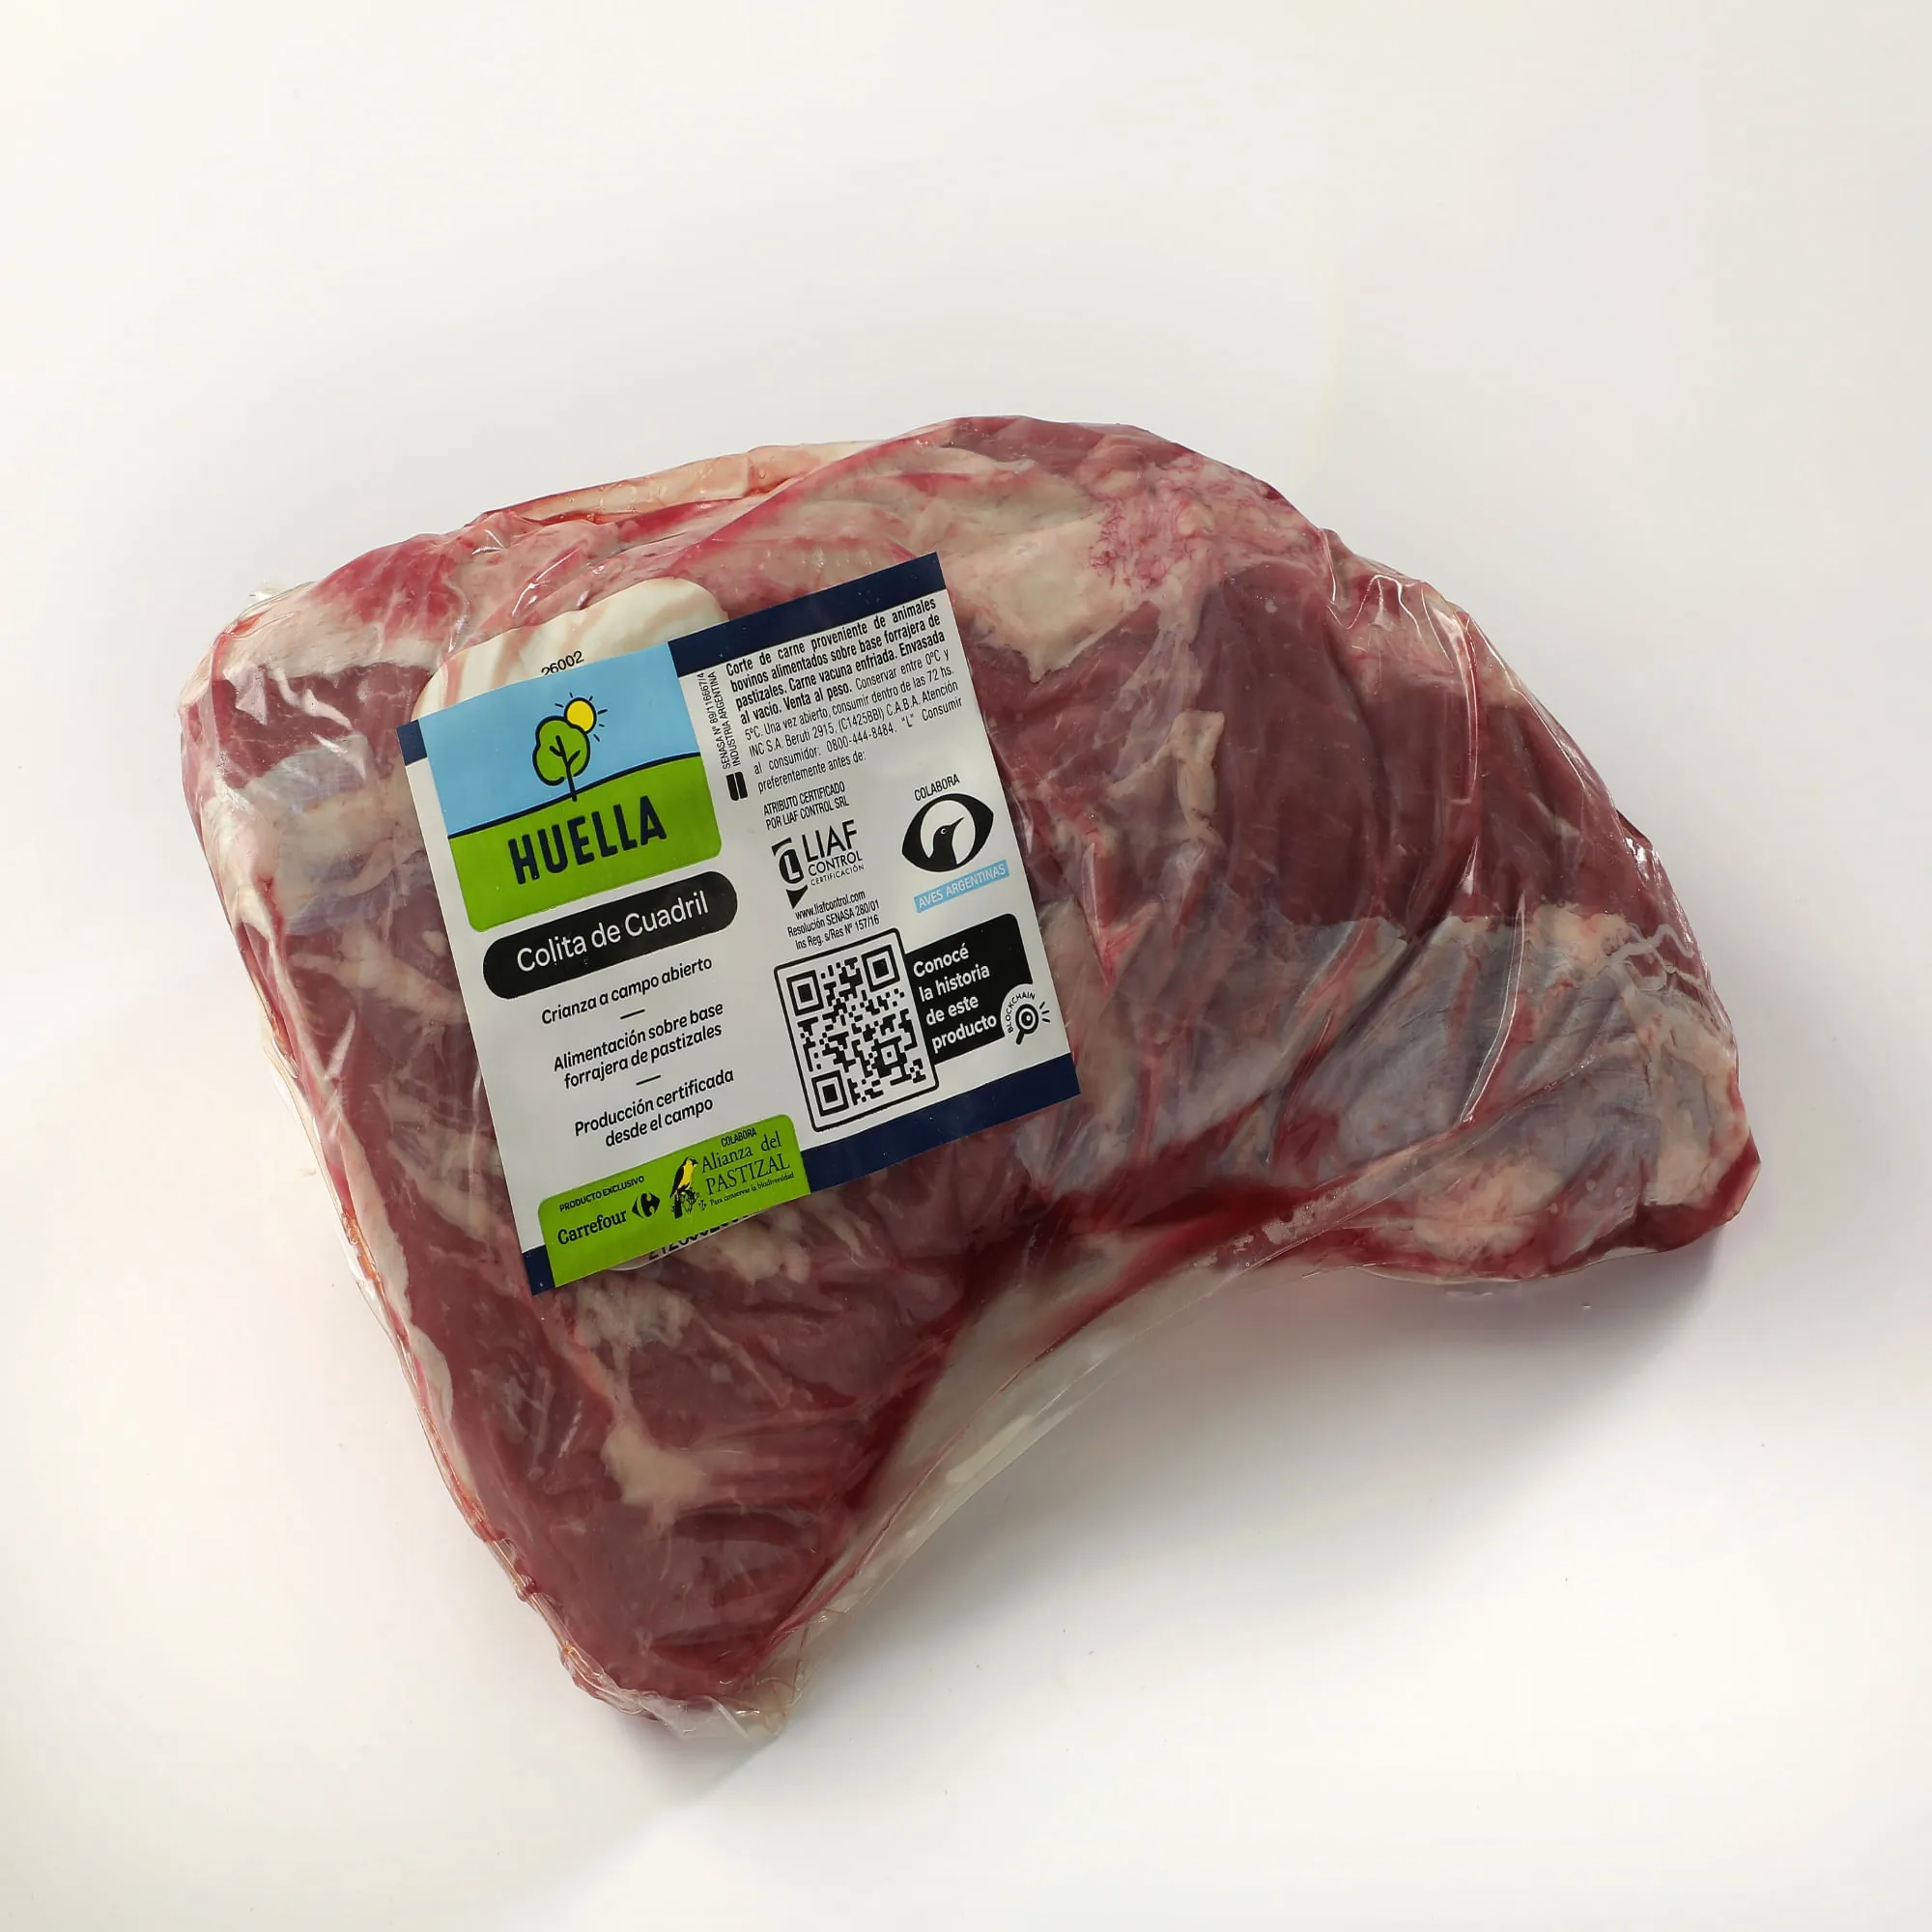 26002
HUELLA
Colita de Cuadril
Crianza a campo abierto
Alimentación sobre base
forrajera de pastizales
Producción certificada
desde el campo
PRODUCTO EXCLUSIVO
Carrefour
COLABORA
Alianza del
PASTIZAL
Para conservar la biodiversidad
SENASA N° 89/116667/4
INDUSTRIA ARGENTINA
Corte de carne proveniente de animales
bovinos alimentados sobre base forrajera de
pastizales. Carne vacuna enfriada. Envasada
al vacío. Venta al peso. Conservar entre 0ºC y
5ºC. Una vez abierto, consumir dentro de las 72 hs.
INC S.A. Beruti 2915, (C1425BBI) C.A.B.A. Atención
al consumidor: 0800-444-8484. "L" Consumir
preferentemente antes de:
ATRIBUTO CERTIFICADO
POR LIAF CONTROL SRL
LIAF
CONTROL
CERTIFICACIÓN
www.liafcontrol.com
Resolución SENASA 280/01
Ins Reg. s/Res Nº 157/16
COLABORA
AVES ARGENTINAS
Conocé
la historia
de este
producto
BLOCKCHAIN